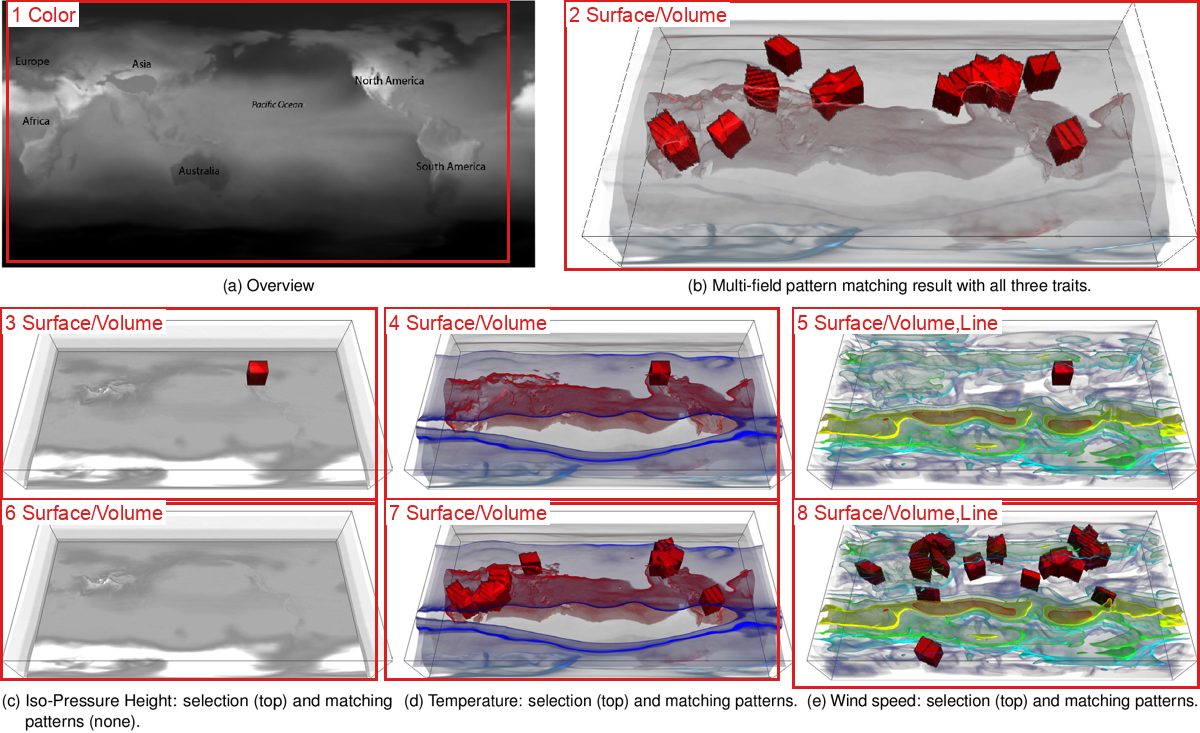 1 Color
Europe
Asia
North America
Pacific Ocean
Africa
South America
Australia
2 Surface/Volume
(a) Overview
(b) Multi-field pattern matching result with all three traits.
3 Surface/Volume
4 Surface/Volume
5 Surface/Volume,Line
6 Surface/Volume
7 Surface/Volume
8 Surface/Volume,Line
(c) Iso-Pressure Height: selection (top) and matching
patterns (none).
(d) Temperature: selection (top) and matching patterns.
(e) Wind speed: selection (top) and matching patterns.